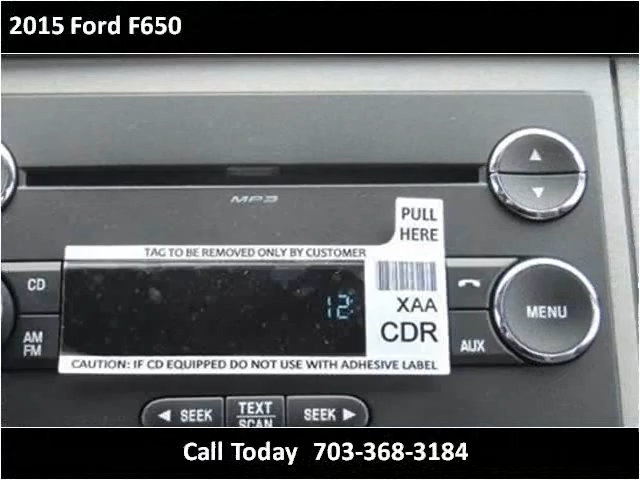 2015 Ford F650
MP3
PULL
HERE
TAG TO BE REMOVED ONLY BY CUSTOMER
CD
12:
XAA
CDR
MENU
AM
FM
AUX
CAUTION: IF CD EQUIPPED DO NOT USE WITH ADHESIVE LABEL
◄ SEEK
TEXT
SCAN
SEEK ►
Call Today 703-368-3184